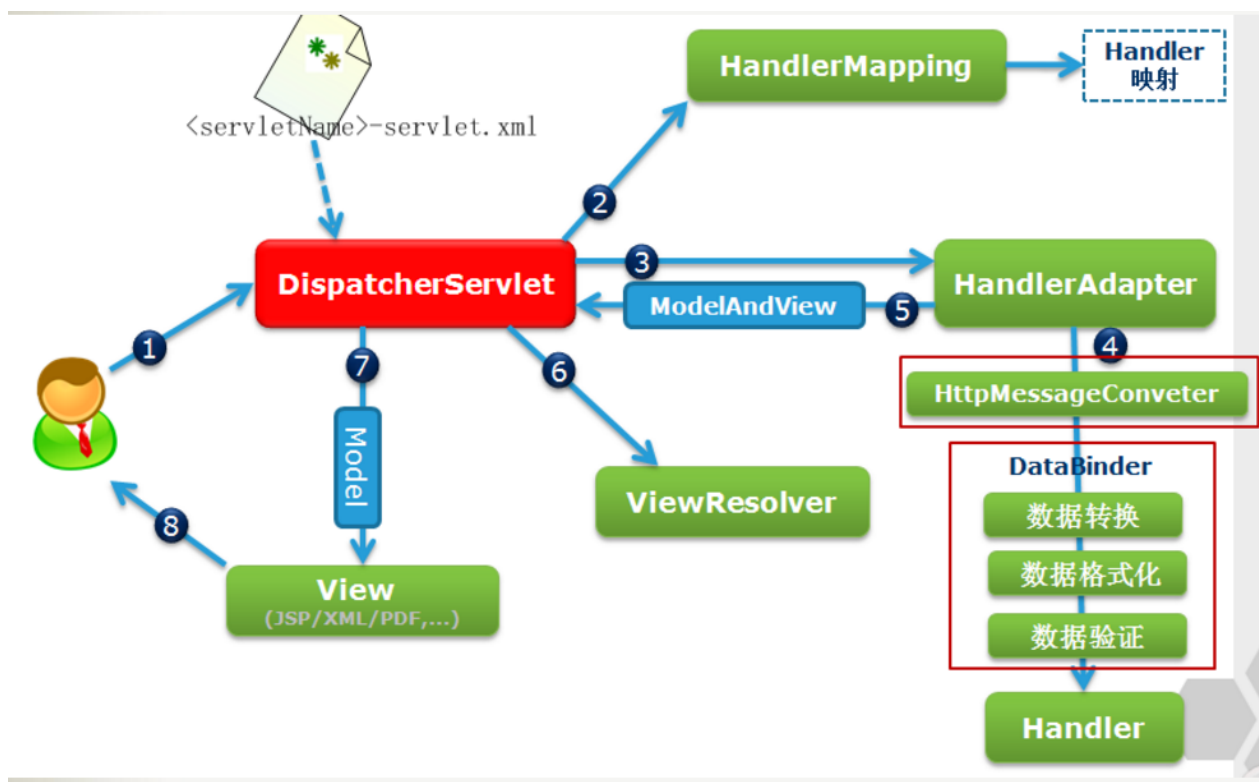 <servletName>-servlet.xml
HandlerMapping
Handler
映射
2
DispatcherServlet
3
HandlerAdapter
ModelAndView
5
1
7
6
4
HttpMessageConveter
Model
DataBinder
ViewResolver
数据转换
8
数据格式化
View
(JSP/XML/PDF,...)
数据验证
Handler